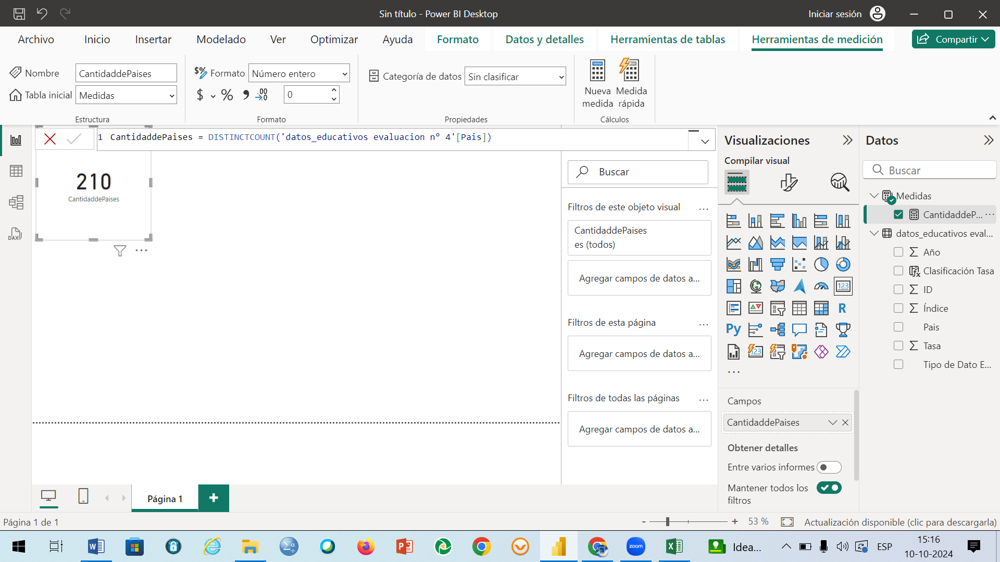 Sin título - Power BI Desktop
Iniciar sesión
Archivo
Inicio
Insertar
Modelado
Ver
Optimizar
Ayuda
Formato
Datos y detalles
Herramientas de tablas
Herramientas de medición
Compartir
Nombre
CantidaddePaises
Tabla inicial
Medidas
Estructura
Formato
Número entero
$
%
0
Formato
Categoría de datos
Sin clasificar
Propiedades
Nueva
medida
Medida
rápida
Cálculos
1 CantidaddePaises = DISTINCTCOUNT('datos_educativos evaluacion n° 4'[Pais])
210
CantidaddePaises
Buscar
Filtros de este objeto visual
...
CantidaddePaises
es (todos)
Agregar campos de datos a...
Filtros de esta página
...
Agregar campos de datos a...
Filtros de todas las páginas
...
Agregar campos de datos a...
Visualizaciones
Compilar visual
123
R
Py
123
...
Campos
CantidaddePaises
Obtener detalles
Entre varios informes
Mantener todos los
filtros
Datos
Buscar
Medidas
CantidaddeP...
datos_educativos eval...
Año
Clasificación Tasa
ID
Índice
Pais
Tasa
Tipo de Dato E...
DAX
Página 1
+
Página 1 de 1
- + 53 %
Actualización disponible (clic para descargarla)
zoom
Idea...
ESP
15:16
10-10-2024